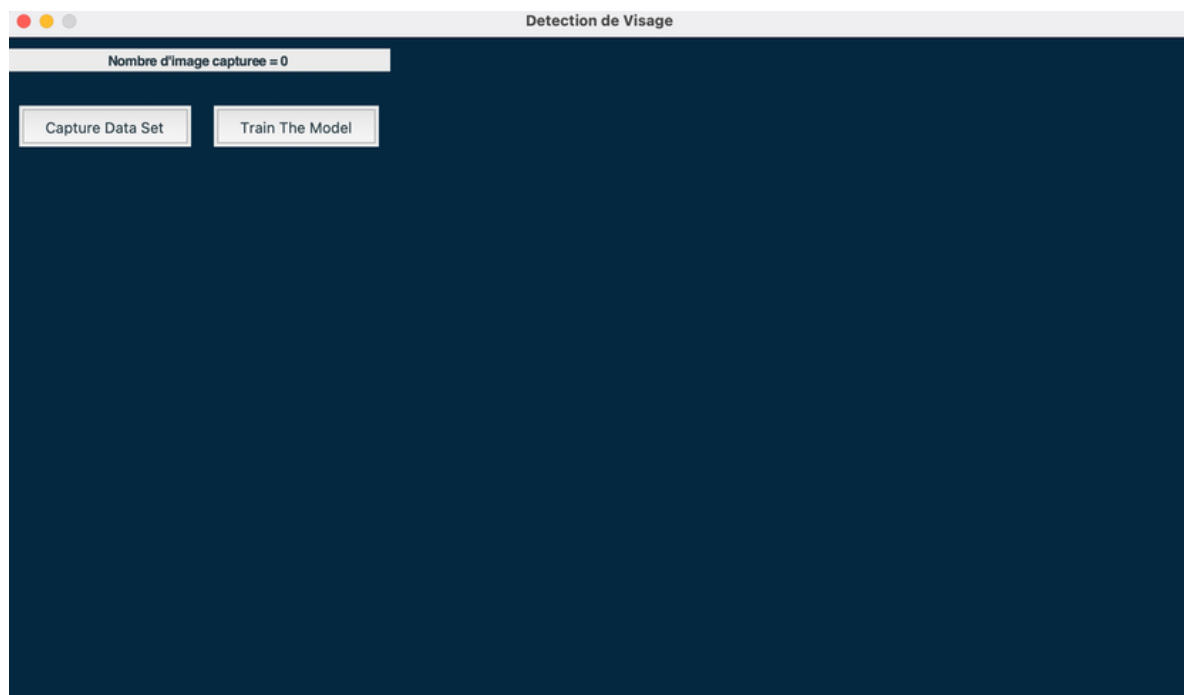 Detection de Visage
Nombre d'image capturee = 0
Capture Data Set
Train The Model